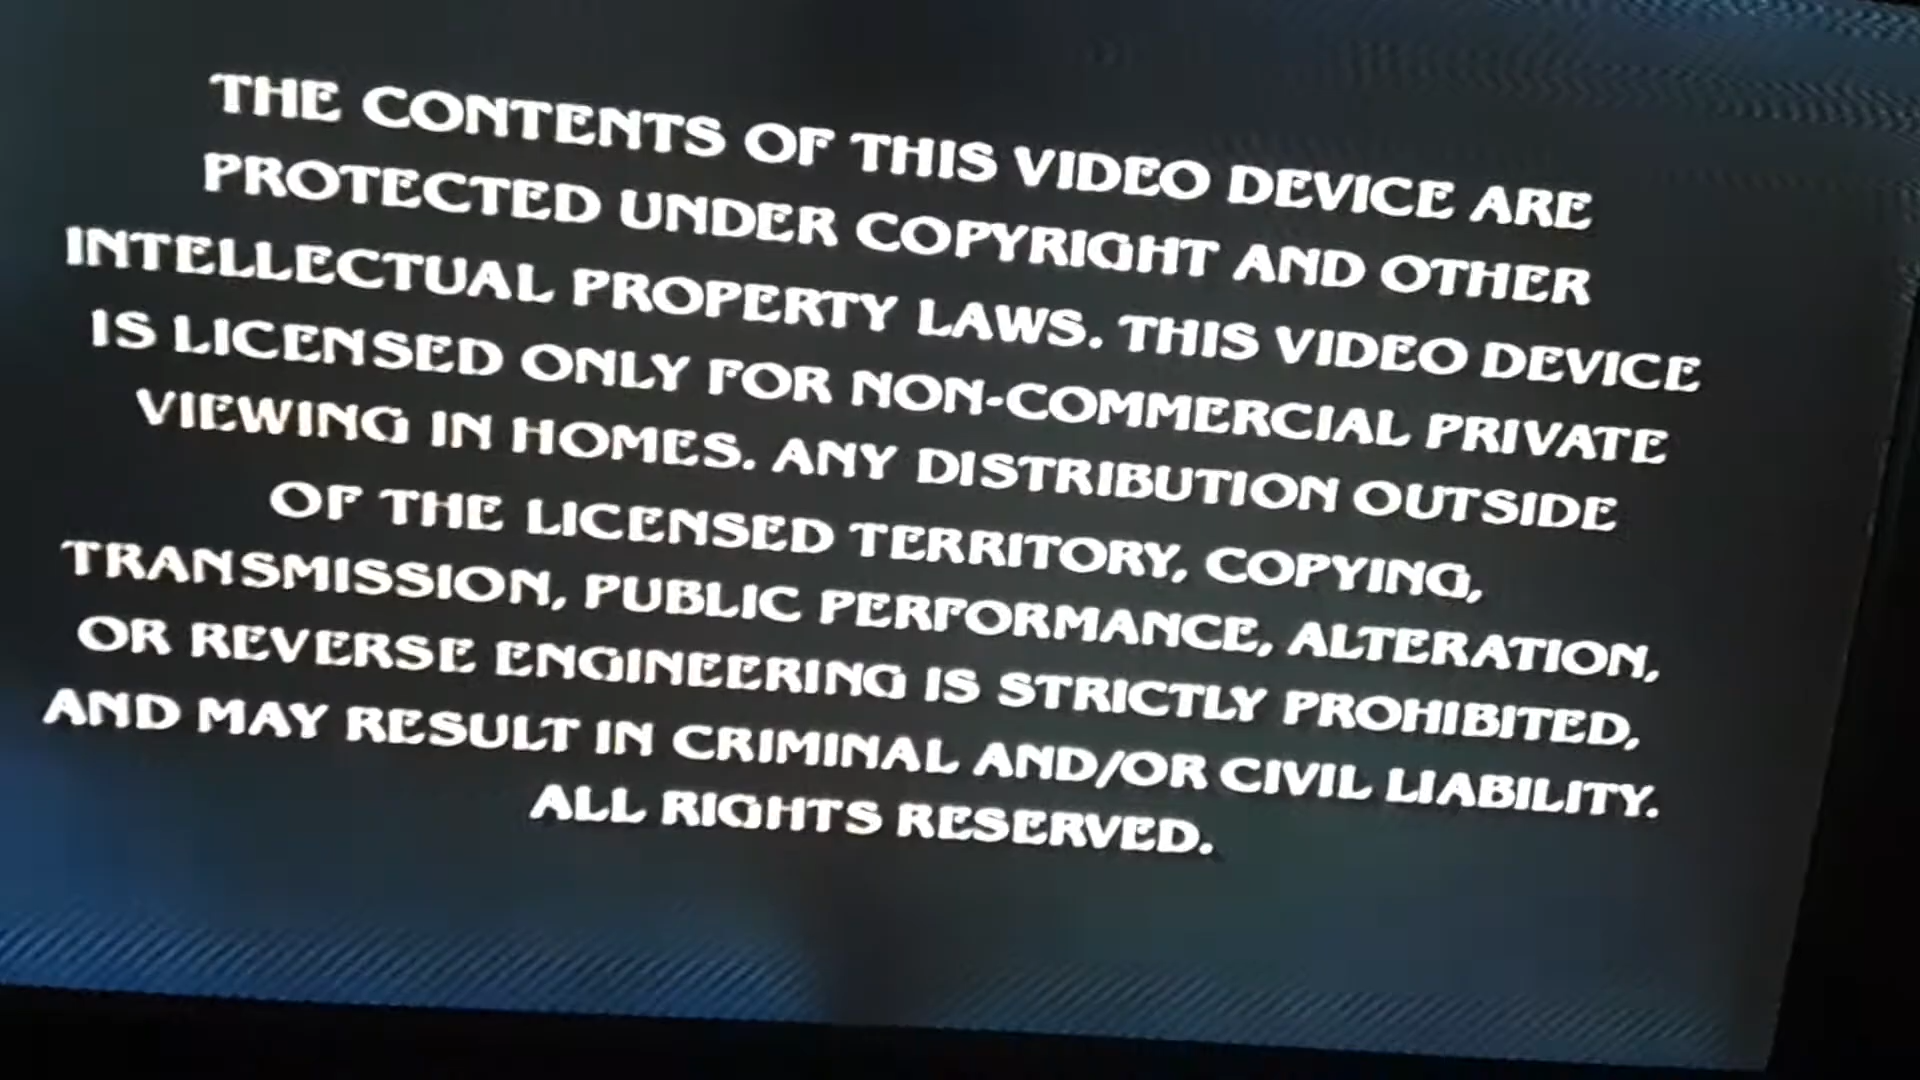 THE CONTENTS OF THIS VIDEO DEVICE ARE
PROTECTED UNDER COPYRIGHT AND OTHER
INTELLECTUAL PROPERTY LAWS. THIS VIDEO DEVICE
IS LICENSED ONLY FOR NON-COMMERCIAL PRIVATE
VIEWING IN HOMES. ANY DISTRIBUTION OUTSIDE
OF THE LICENSED TERRITORY, COPYING,
TRANSMISSION, PUBLIC PERFORMANCE, ALTERATION,
OR REVERSE ENGINEERING IS STRICTLY PROHIBITED,
AND MAY RESULT IN CRIMINAL AND/OR CIVIL LIABILITY.
ALL RIGHTS RESERVED.